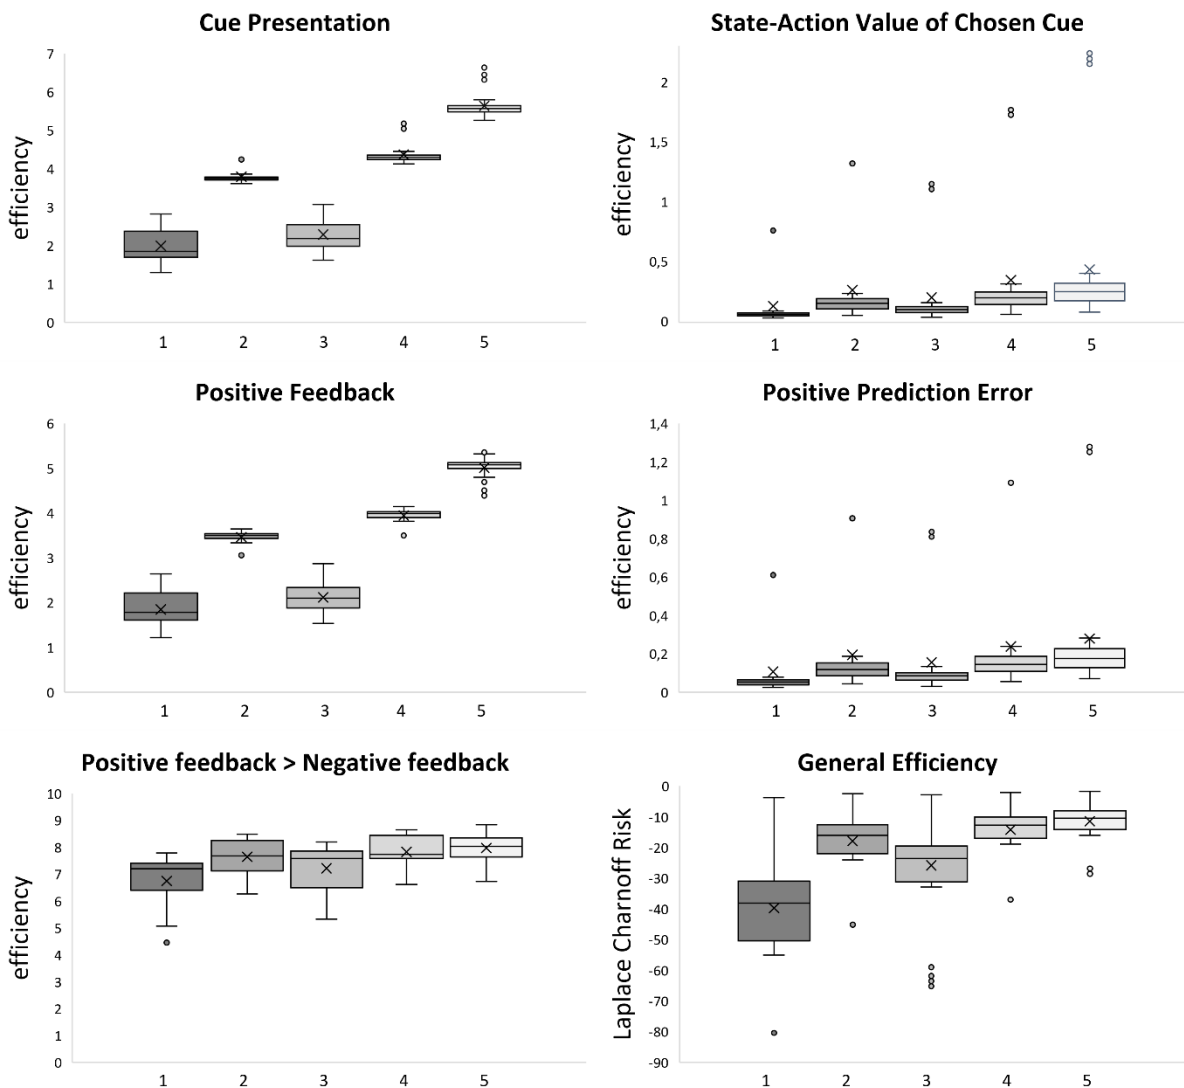 Cue Presentation
efficiency
7
6
5
4
3
2
1
0
1 2 3 4 5
State-Action Value of Chosen Cue
efficiency
2
1,5
1
0,5
0
1 2 3 4 5
Positive Feedback
efficiency
6
5
4
3
2
1
0
1 2 3 4 5
Positive Prediction Error
efficiency
1,4
1,2
1
0,8
0,6
0,4
0,2
0
1 2 3 4 5
Positive feedback > Negative feedback
efficiency
10
9
8
7
6
5
4
3
2
1
0
1 2 3 4 5
General Efficiency
Laplace Charnoff Risk
0
-10
-20
-30
-40
-50
-60
-70
-80
-90
1 2 3 4 5